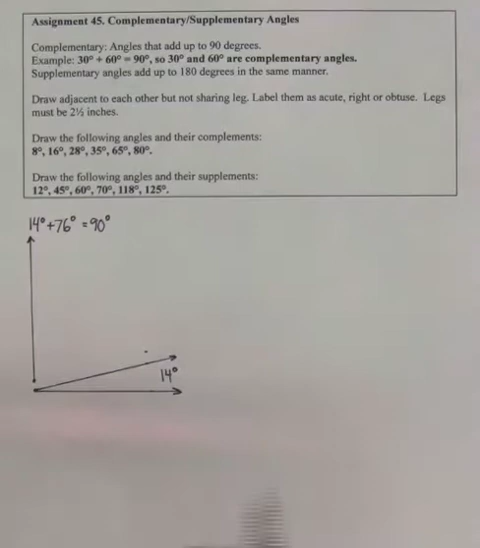 Assignment 45. Complementary/Supplementary Angles
Complementary: Angles that add up to 90 degrees.
Example: 30° + 60° = 90°, so 30° and 60° are complementary angles.
Supplementary angles add up to 180 degrees in the same manner.
Draw adjacent to each other but not sharing leg. Label them as acute, right or obtuse. Legs
must be 2½ inches.
Draw the following angles and their complements:
8°, 16°, 28°, 35°, 65°, 80°.
Draw the following angles and their supplements:
12°, 45°, 60°, 70°, 118°, 125°.
14°+76° = 90°
14°